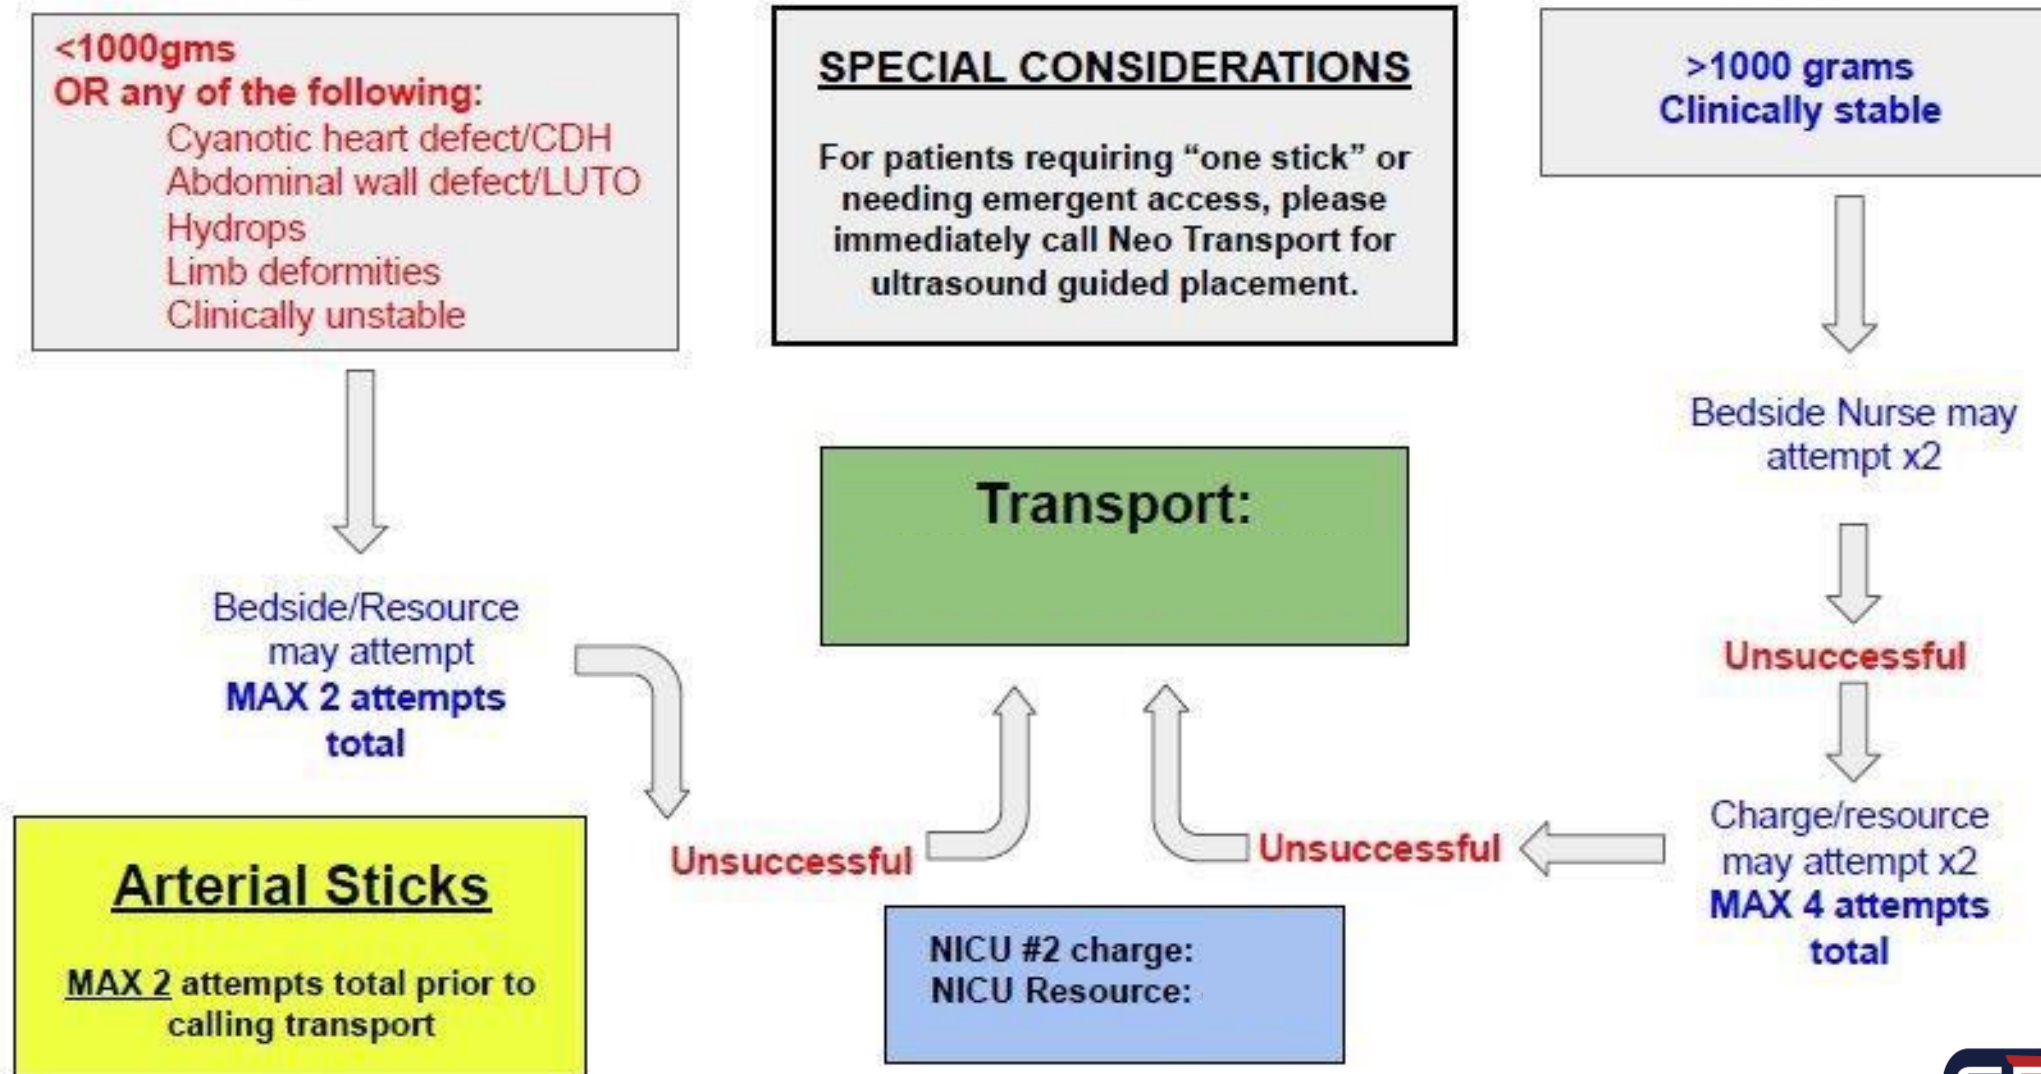 <1000gms
OR any of the following:
Cyanotic heart defect/CDH
Abdominal wall defect/LUTO
Hydrops
Limb deformities
Clinically unstable
SPECIAL CONSIDERATIONS
For patients requiring “one stick” or
needing emergent access, please
immediately call Neo Transport for
ultrasound guided placement.
>1000 grams
Clinically stable
Bedside Nurse may
attempt x2
Unsuccessful
Charge/resource
may attempt x2
MAX 4 attempts
total
Unsuccessful
Transport:
Bedside/Resource
may attempt
MAX 2 attempts
total
Unsuccessful
Arterial Sticks
MAX 2 attempts total prior to
calling transport
NICU #2 charge:
NICU Resource: